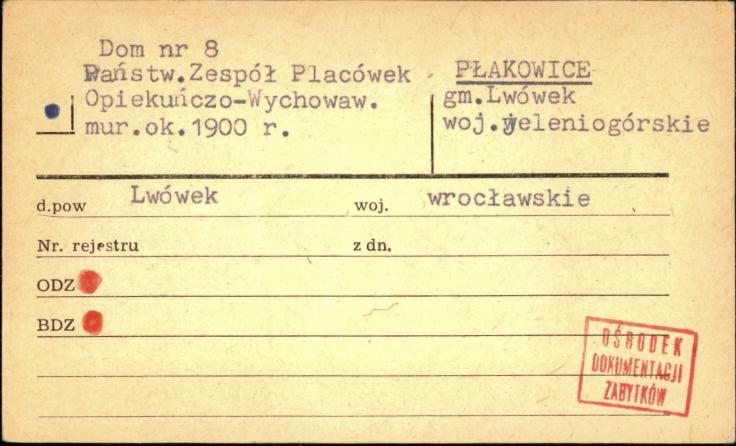 Dom nr 8
Państw.Zespół Placówek
Opiekuńczo-Wychowaw.
mur.ok.1900 r.
PŁAKOWICE
gm.Lwówek
woj.jeleniogórskie
d.pow Lwówek woj. wrocławskie
Nr. rejestru z dn.
ODZ
BDZ
OŚRODEK
DOKUMENTACJI
ZABYTKÓW